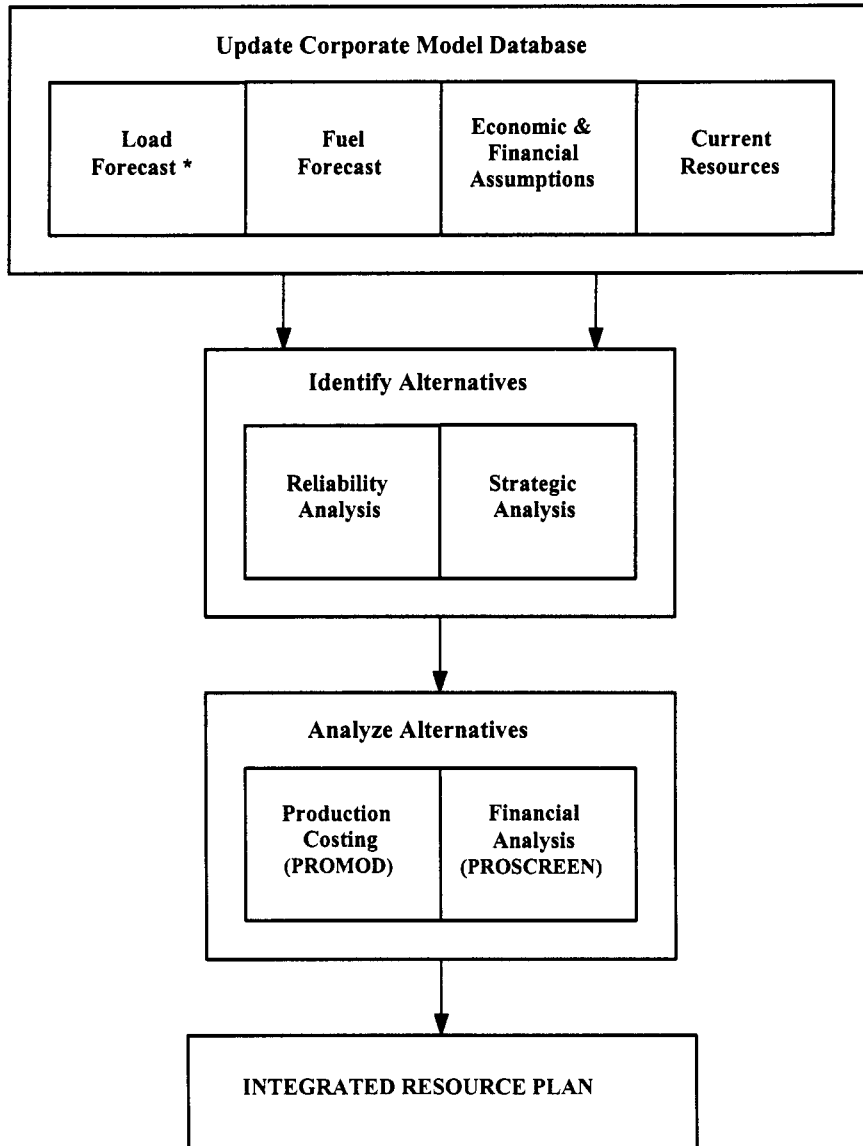 Update Corporate Model Database
Load
Forecast *
Fuel
Forecast
Economic &
Financial
Assumptions
Current
Resources
Identify Alternatives
Reliability
Analysis
Strategic
Analysis
Analyze Alternatives
Production
Costing
(PROMOD)
Financial
Analysis
(PROSCREEN)
INTEGRATED RESOURCE PLAN